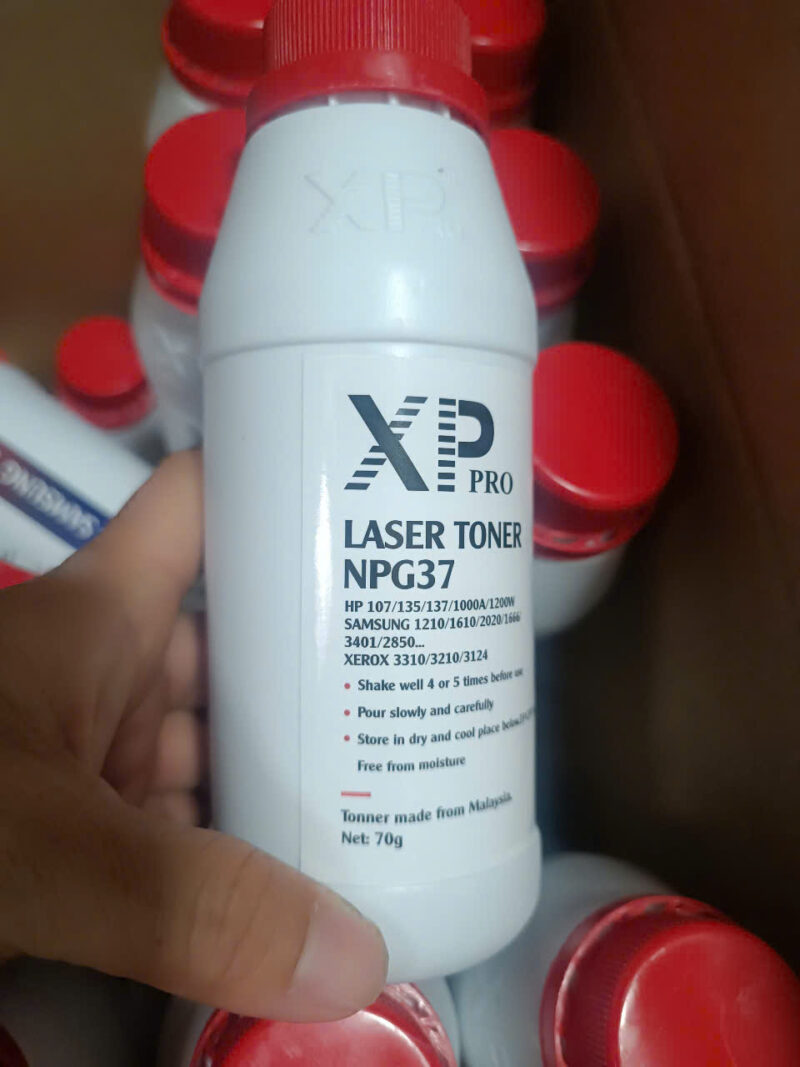 XP
XP
PRO
LASER TONER
NPG37
HP 107/135/137/1000A/1200W
SAMSUNG 1210/1610/2020/1666/
3401/2850...
XEROX 3310/3210/3124
• Shake well 4 or 5 times before use
• Pour slowly and carefully
• Store in dry and cool place below
Free from moisture
Tonner made from Malaysia.
Net: 70g
SAMSUNG